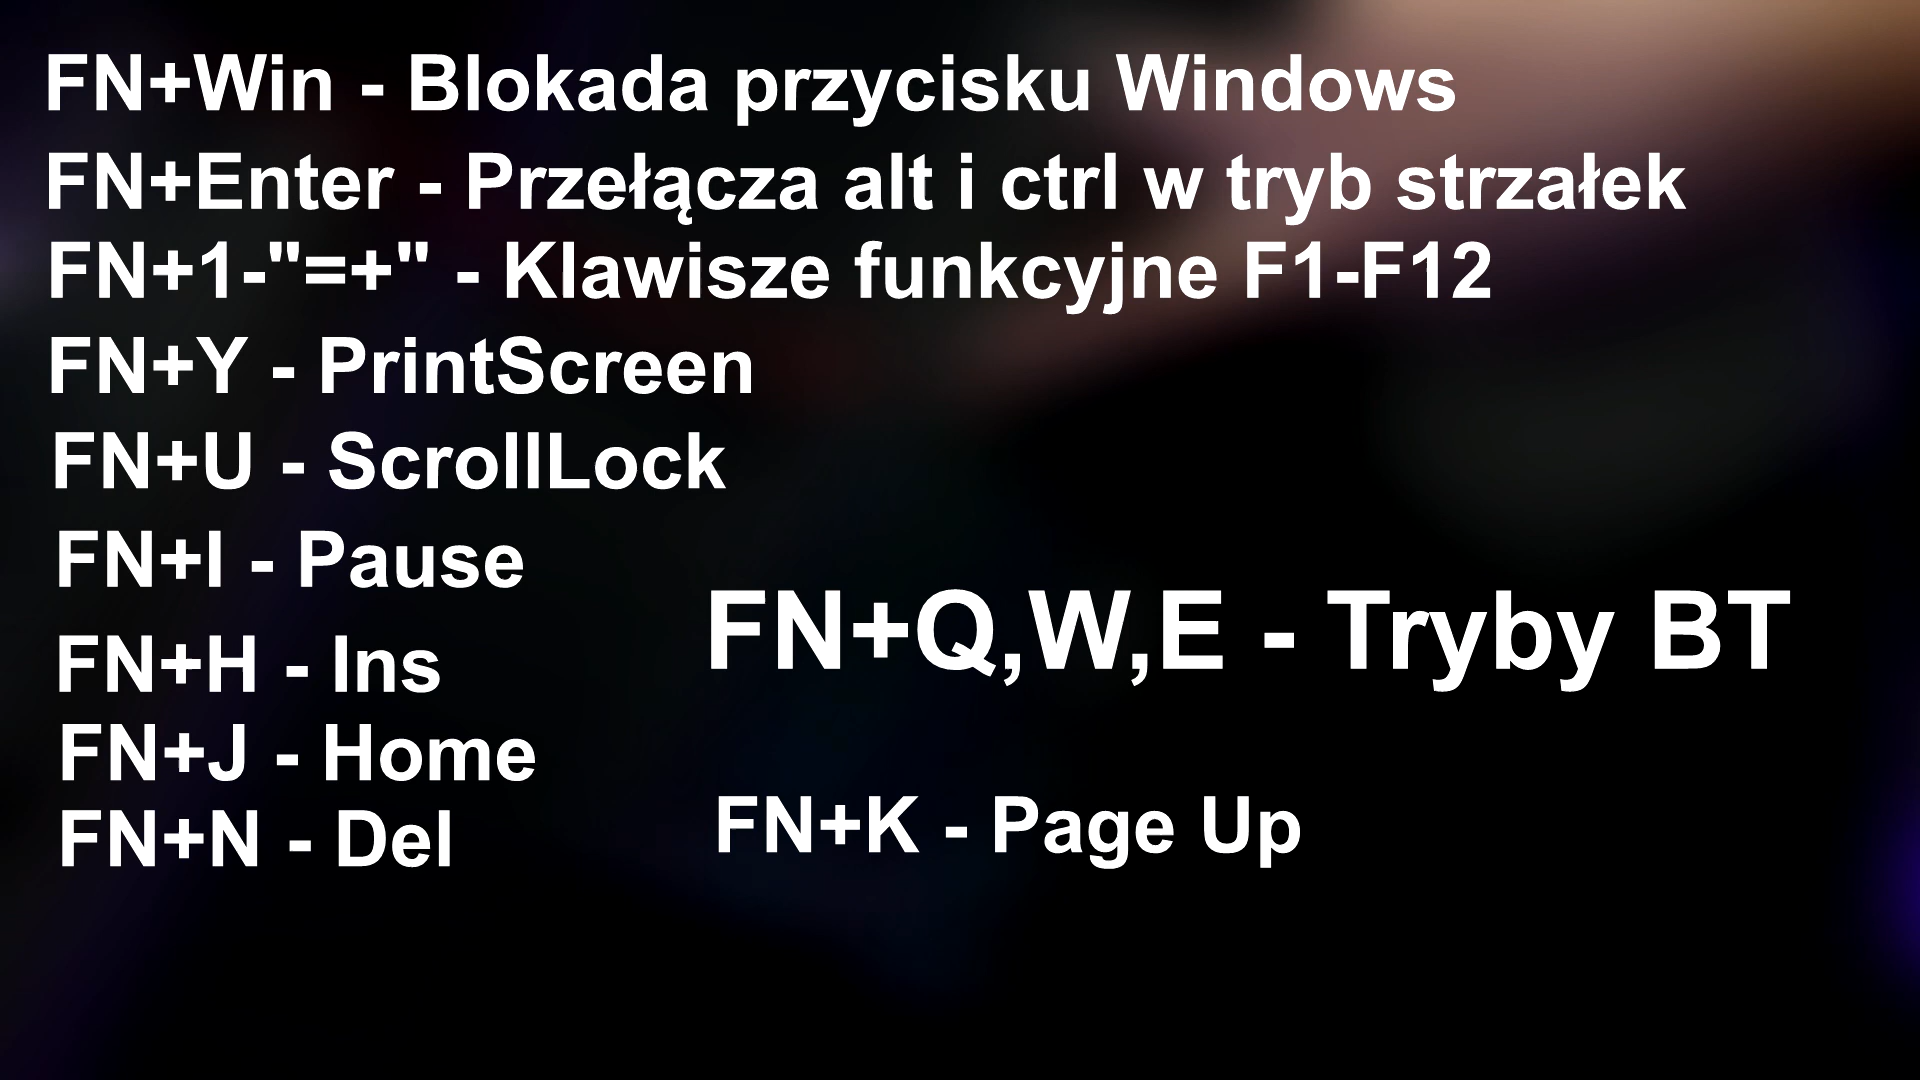 FN+Win - Blokada przycisku Windows
FN+Enter - Przełącza alt i ctrl w tryb strzałek
FN+1-"=+" - Klawisze funkcyjne F1-F12
FN+Y - PrintScreen
FN+U - ScrollLock
FN+I - Pause
FN+H - Ins
FN+J - Home
FN+N - Del
FN+Q,W,E - Tryby BT
FN+K - Page Up